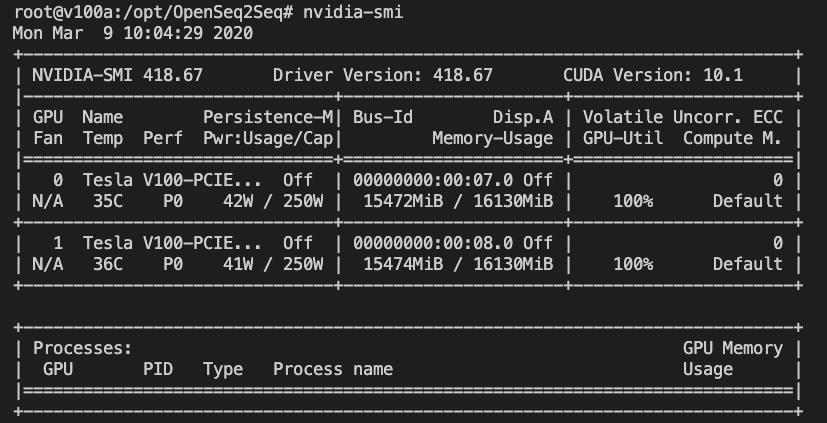 root@v100a:/opt/OpenSeq2Seq# nvidia-smi
Mon Mar  9 10:04:29 2020
+-----------------------------------------------------------------------------+
| NVIDIA-SMI 418.67       Driver Version: 418.67       CUDA Version: 10.1     |
|-------------------------------+----------------------+----------------------+
| GPU  Name        Persistence-M| Bus-Id        Disp.A | Volatile Uncorr. ECC |
| Fan  Temp  Perf  Pwr:Usage/Cap|         Memory-Usage | GPU-Util  Compute M. |
|===============================+======================+======================|
|   0  Tesla V100-PCIE...  Off  | 00000000:00:07.0 Off |                    0 |
| N/A   35C    P0    42W / 250W |  15472MiB / 16130MiB |    100%      Default |
+-------------------------------+----------------------+----------------------+
|   1  Tesla V100-PCIE...  Off  | 00000000:00:08.0 Off |                    0 |
| N/A   36C    P0    41W / 250W |  15474MiB / 16130MiB |    100%      Default |
+-------------------------------+----------------------+----------------------+

+-----------------------------------------------------------------------------+
| Processes:                                                       GPU Memory |
|  GPU       PID   Type   Process name                             Usage      |
|=============================================================================|
+-----------------------------------------------------------------------------+